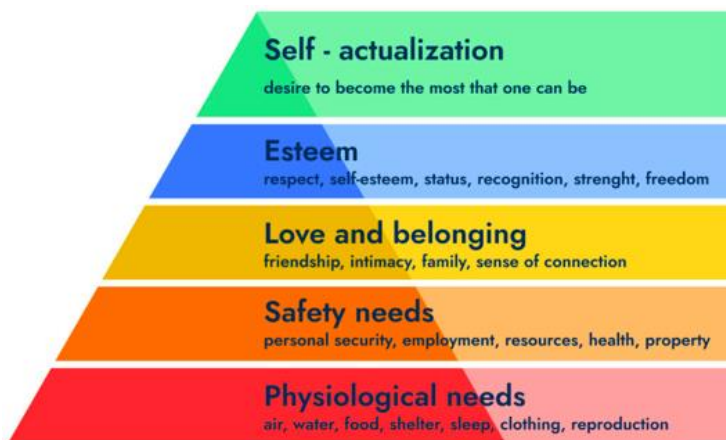 Self - actualization
desire to become the most that one can be
Esteem
respect, self-esteem, status, recognition, strenght, freedom
Love and belonging
friendship, intimacy, family, sense of connection
Safety needs
personal security, employment, resources, health, property
Physiological needs
air, water, food, shelter, sleep, clothing, reproduction